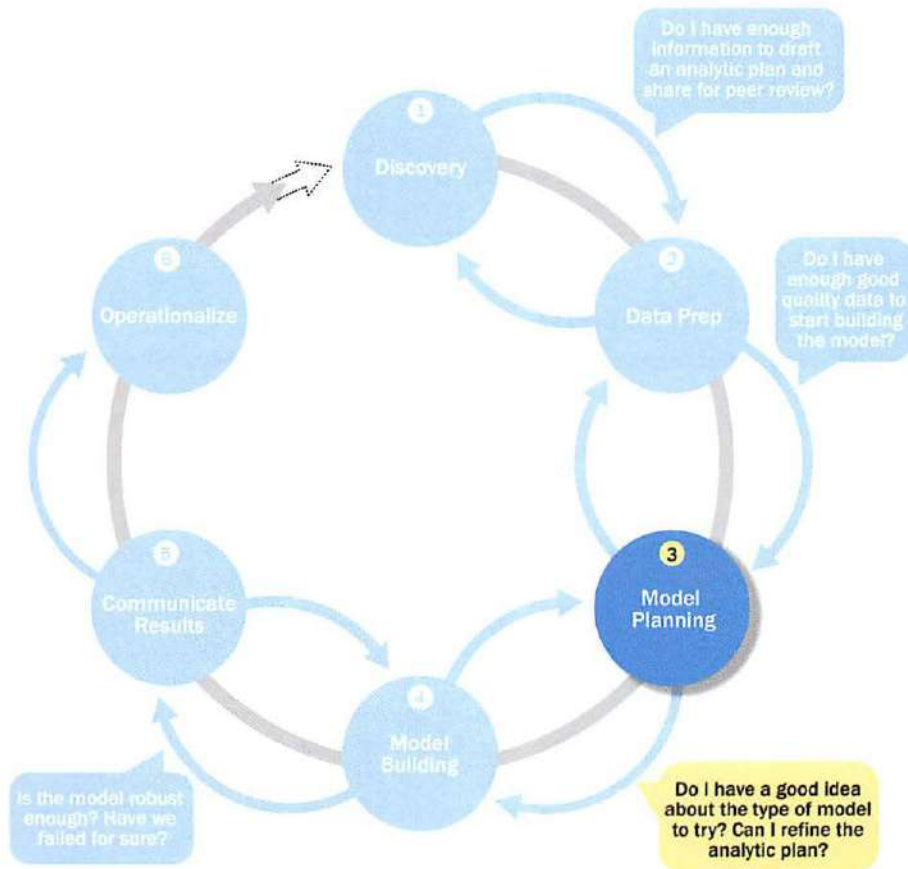 Do I have enough
information to draft
an analytic plan and
share for peer review?
1
Discovery
2
Data Prep
Do I have
enough good
quality data to
start building
the model?
6
Operationalize
3
Model
Planning
5
Communicate
Results
4
Model
Building
Is the model robust
enough? Have we
failed for sure?
Do I have a good idea
about the type of model
to try? Can I refine the
analytic plan?